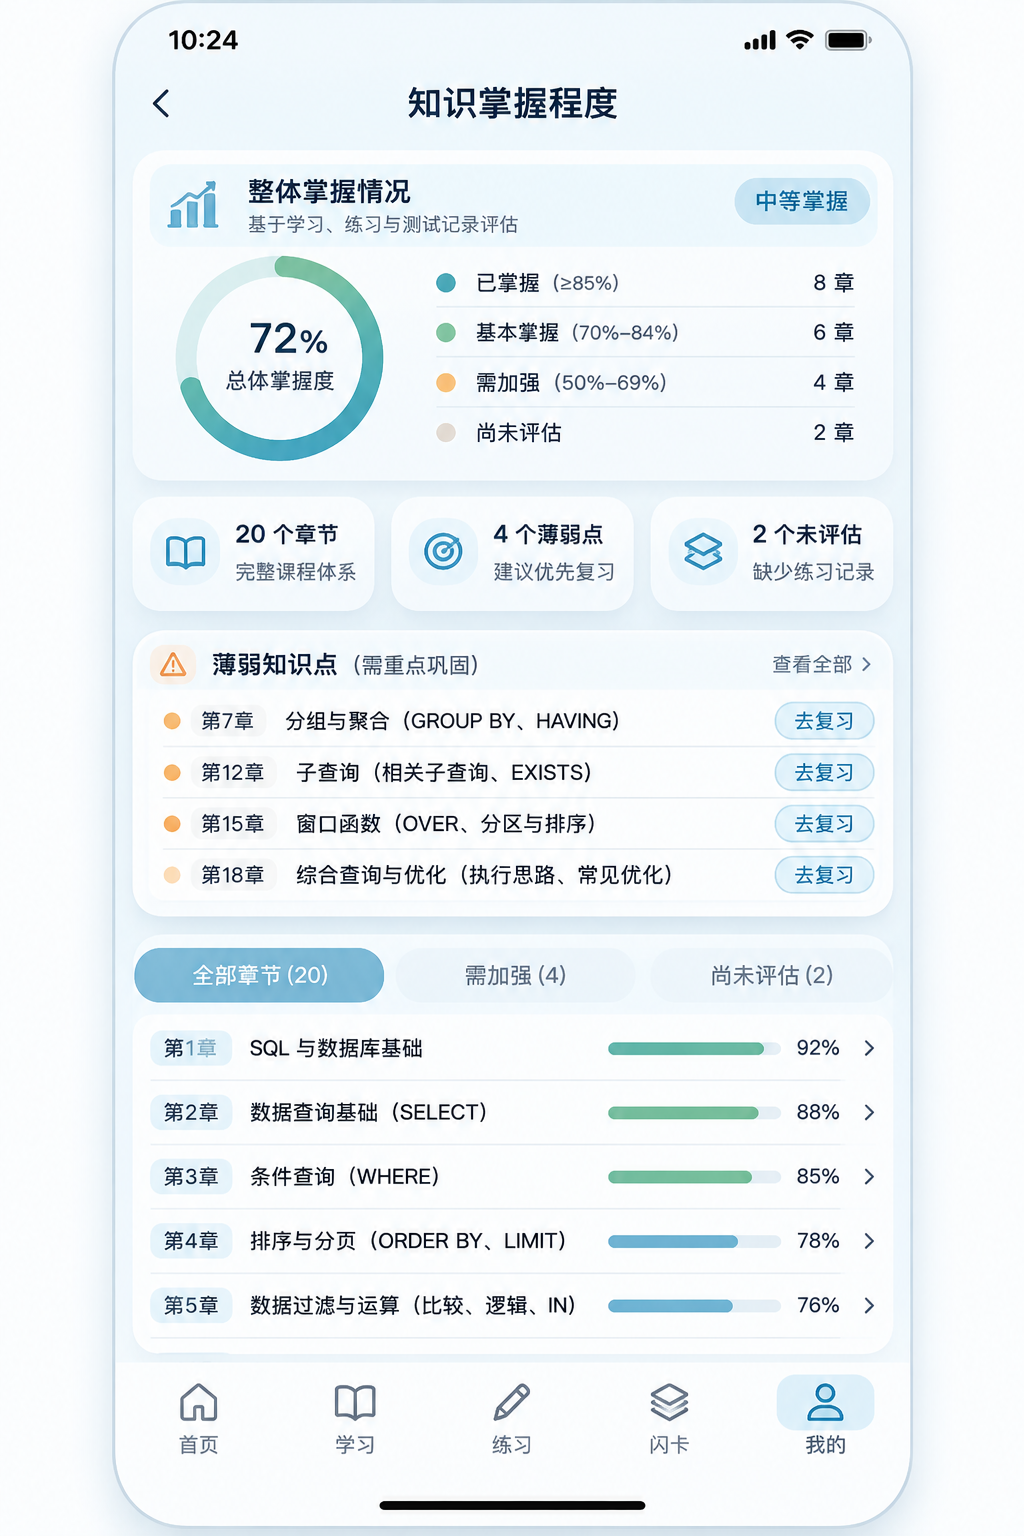 10:24
知识掌握程度
整体掌握情况
基于学习、练习与测试记录评估
中等掌握
72%
总体掌握度
已掌握（≥85%） 8 章
基本掌握（70%–84%） 6 章
需加强（50%–69%） 4 章
尚未评估 2 章
20 个章节
完整课程体系
4 个薄弱点
建议优先复习
2 个未评估
缺少练习记录
薄弱知识点（需重点巩固） 查看全部
第7章 分组与聚合（GROUP BY、HAVING） 去复习
第12章 子查询（相关子查询、EXISTS） 去复习
第15章 窗口函数（OVER、分区与排序） 去复习
第18章 综合查询与优化（执行思路、常见优化） 去复习
全部章节 (20) 需加强 (4) 尚未评估 (2)
第1章 SQL 与数据库基础 92%
第2章 数据查询基础（SELECT） 88%
第3章 条件查询（WHERE） 85%
第4章 排序与分页（ORDER BY、LIMIT） 78%
第5章 数据过滤与运算（比较、逻辑、IN） 76%
首页 学习 练习 闪卡 我的